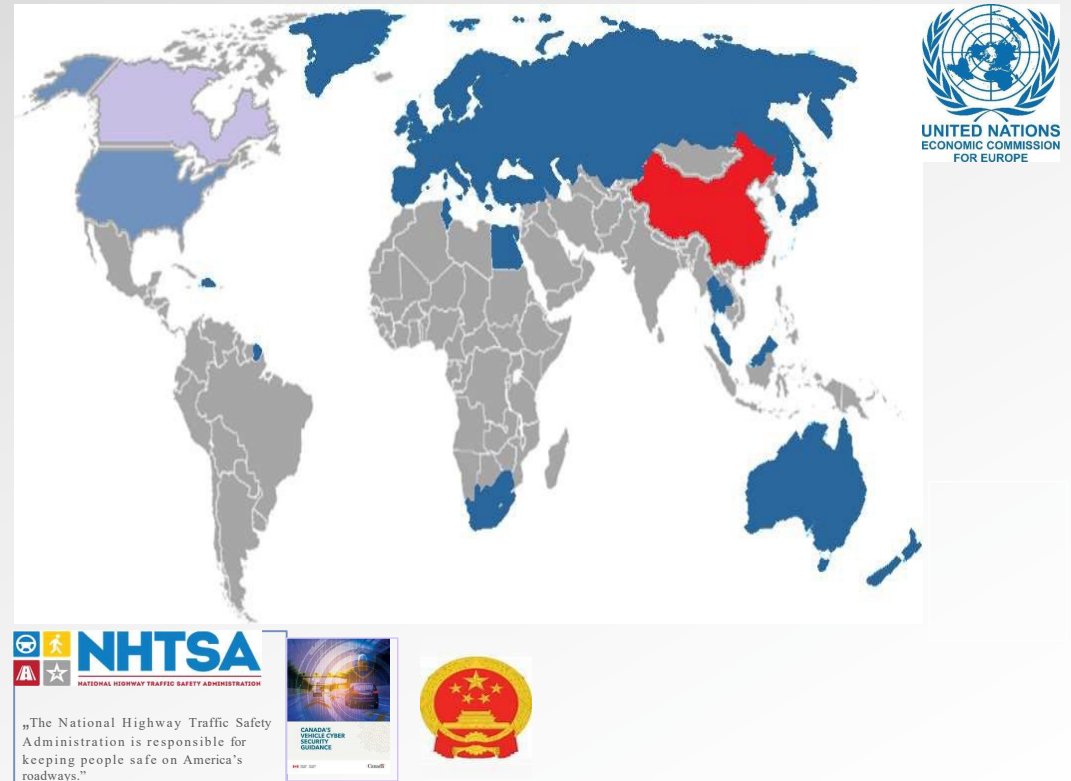 UNITED NATIONS
ECONOMIC COMMISSION
FOR EUROPE
NHTSA
NATIONAL HIGHWAY TRAFFIC SAFETY ADMINISTRATION
„The National Highway Traffic Safety
Administration is responsible for
keeping people safe on America’s
roadways.”
CANADA'S
VEHICLE CYBER
SECURITY
GUIDANCE
Canada